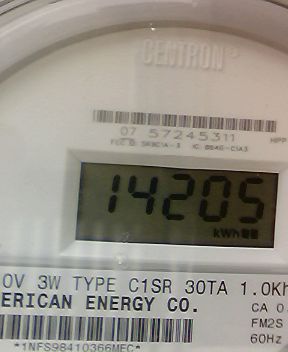 CENTRON®
07 57245311
14205
kWh
0V 3W TYPE C1SR 30TA 1.0Kh
ERICAN ENERGY CO.
CA 0.
FM2S
60Hz
*1NFS98410366MEC*